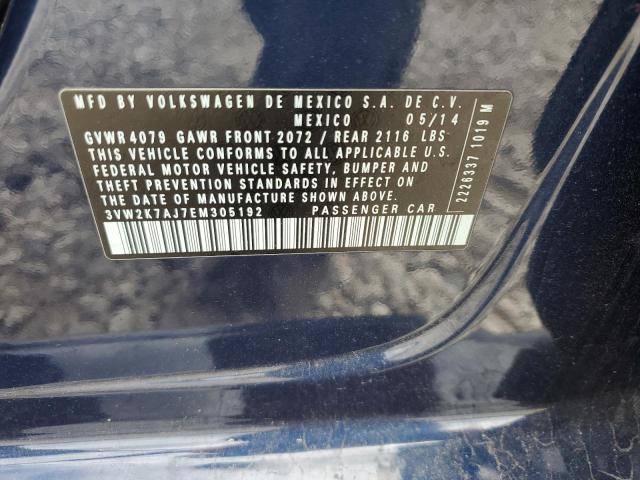 MFD BY VOLKSWAGEN DE MEXICO S.A. DE C.V.
MEXICO 05/14
GVWR 4079 GAWR FRONT 2072 / REAR 2116 LBS
THIS VEHICLE CONFORMS TO ALL APPLICABLE U.S.
FEDERAL MOTOR VEHICLE SAFETY, BUMPER AND
THEFT PREVENTION STANDARDS IN EFFECT ON
THE DATE OF MANUFACTURE SHOWN ABOVE.
3VW2K7AJ7EM305192 PASSENGER CAR
2226337 1019 M